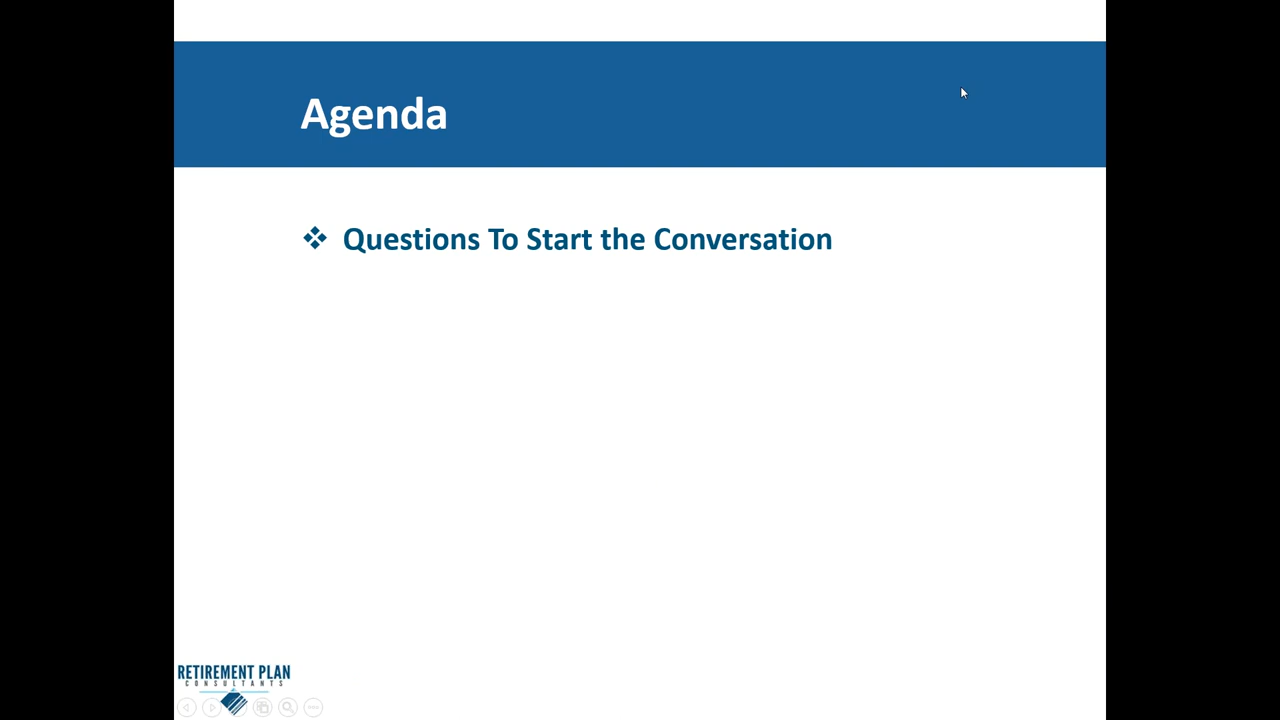 Agenda
Questions To Start the Conversation
RETIREMENT PLAN
CONSULTANTS